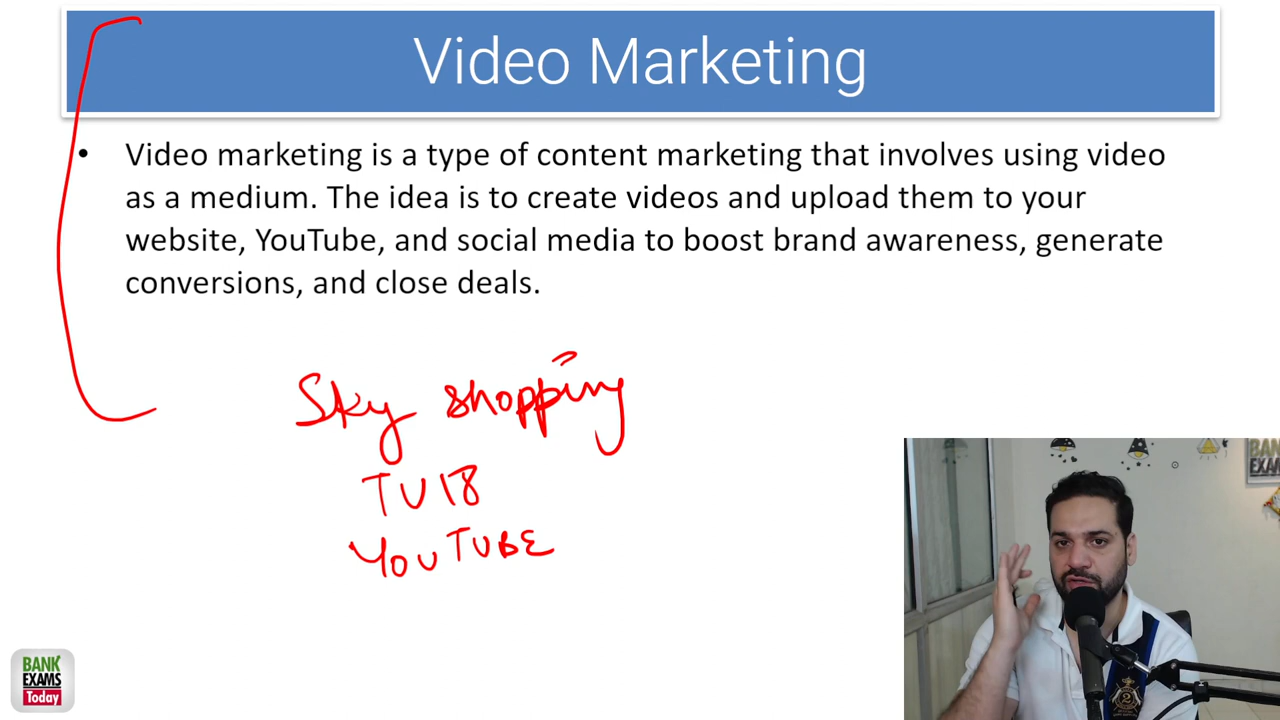 Video Marketing
• Video marketing is a type of content marketing that involves using video
as a medium. The idea is to create videos and upload them to your
website, YouTube, and social media to boost brand awareness, generate
conversions, and close deals.
Sky shopping
TV18
YOUTUBE
BANK
EXAMS
Today
BANK
EXAMS